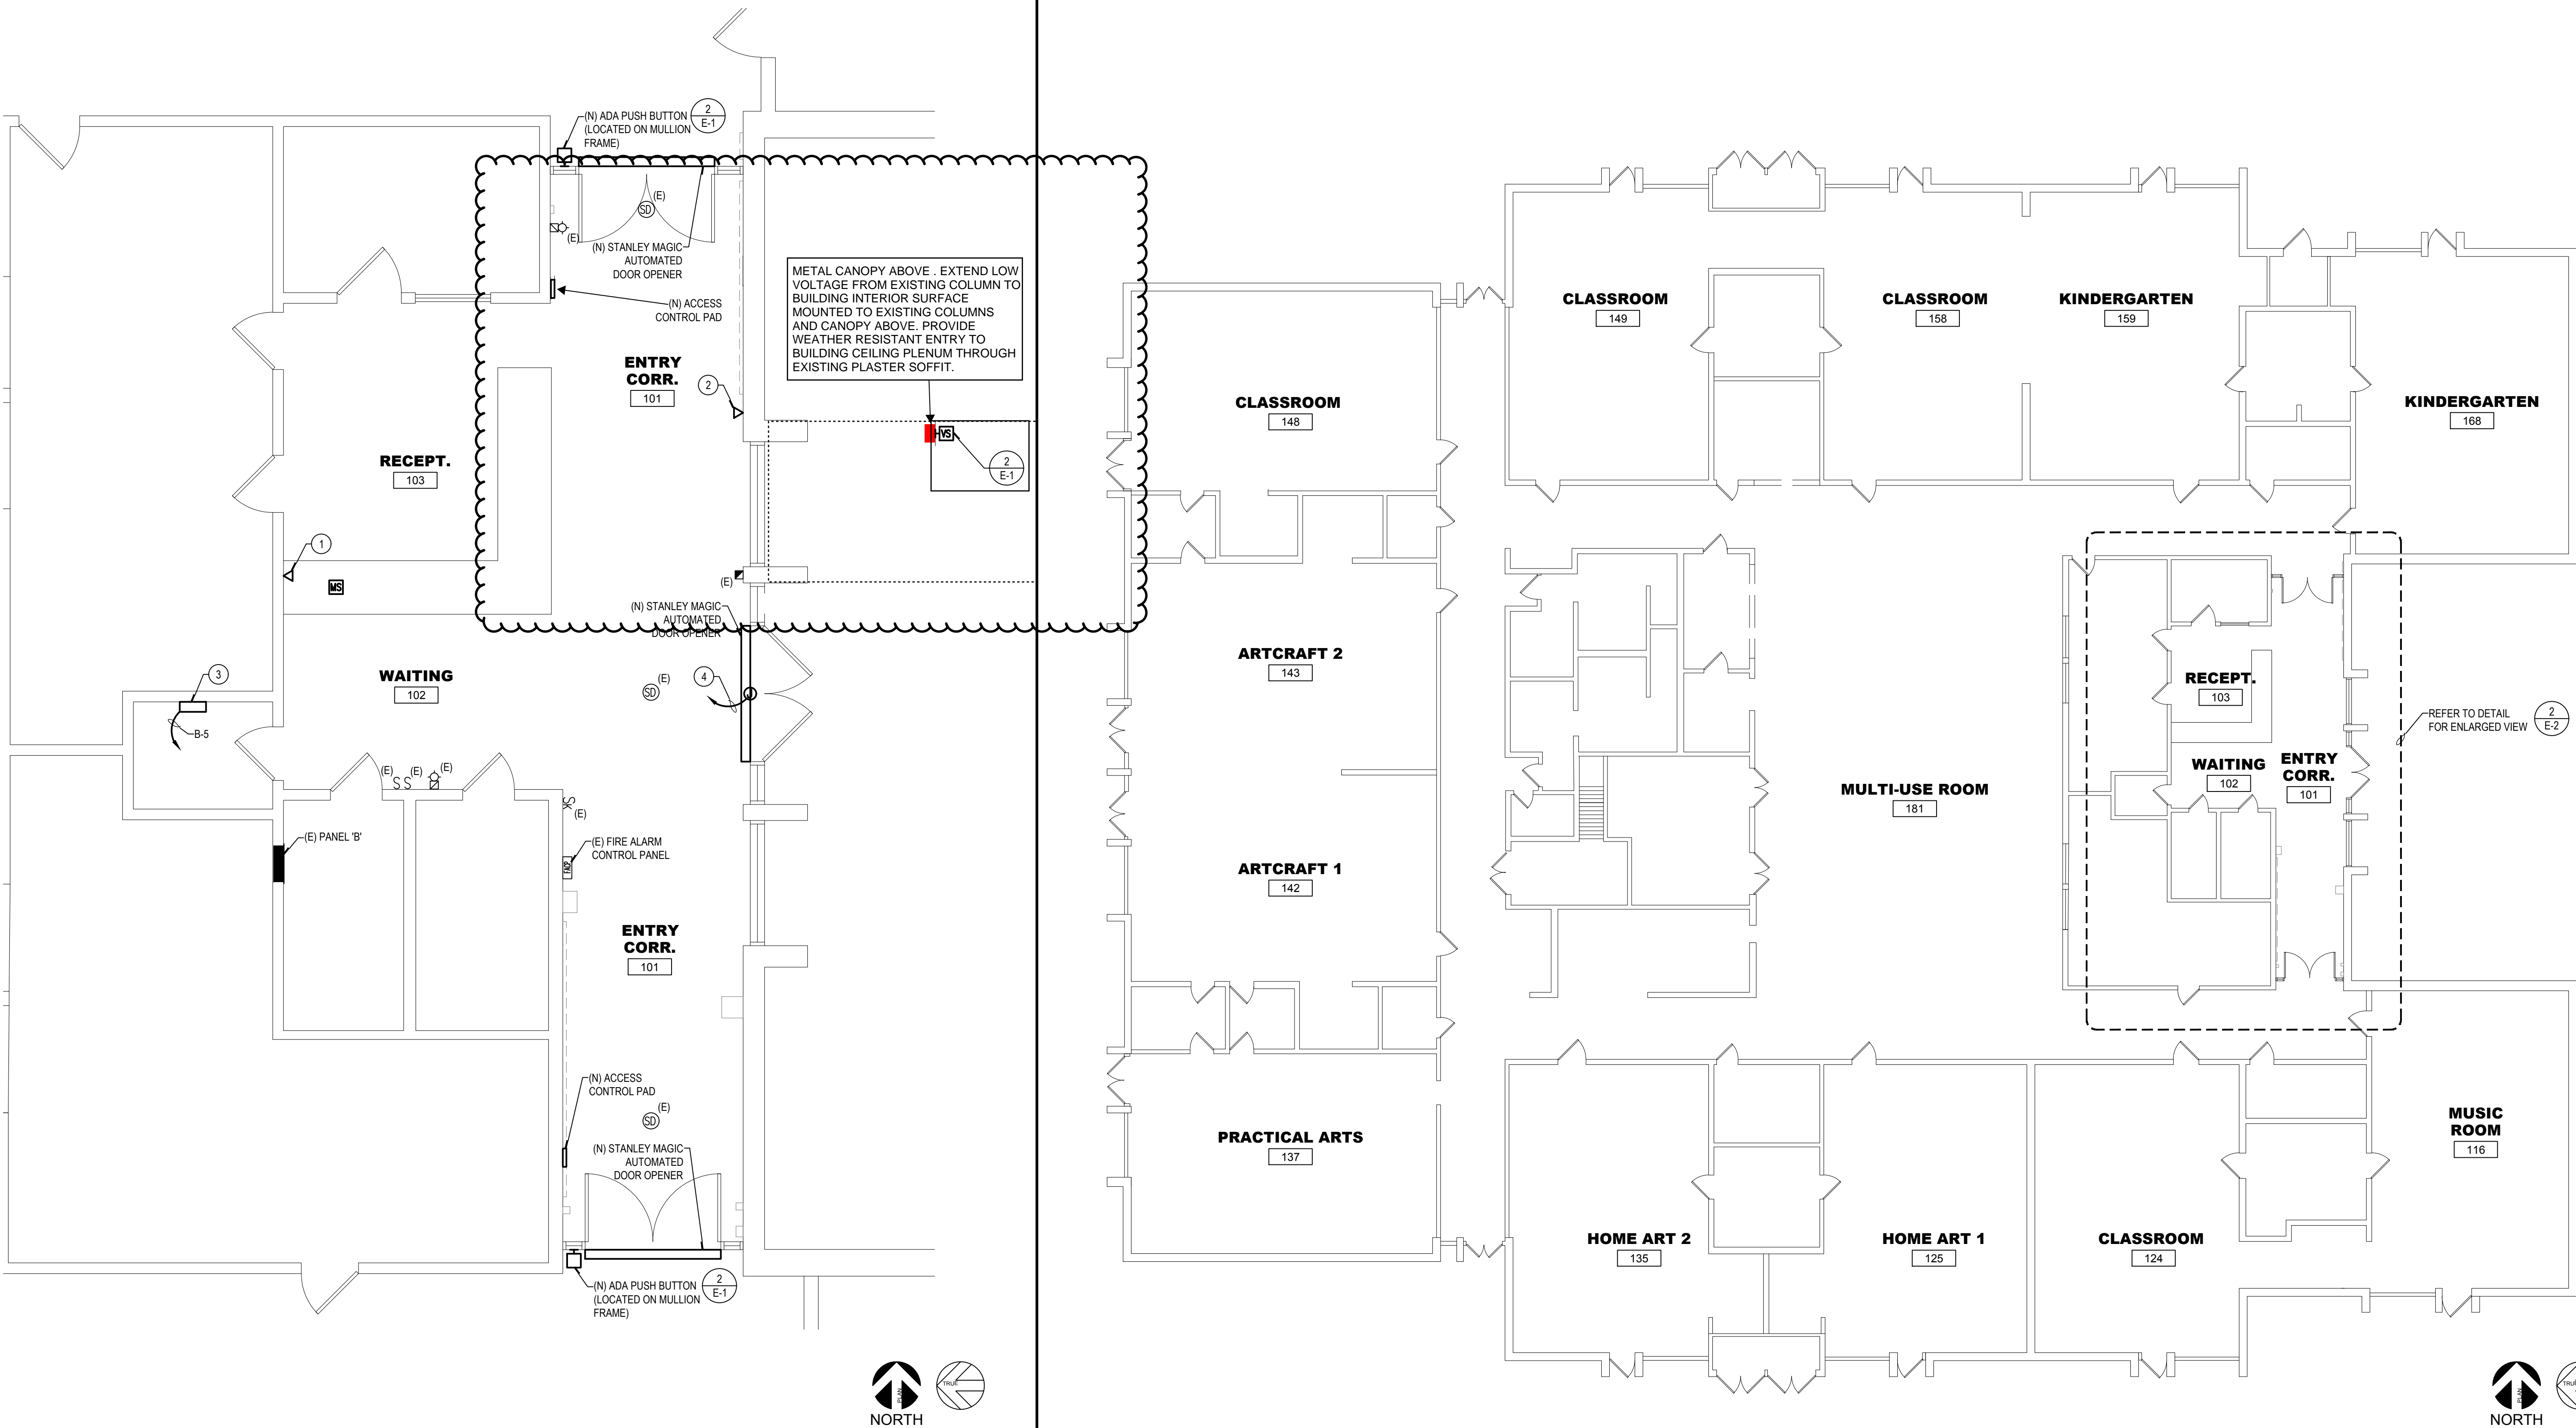 (N) ADA PUSH BUTTON
(LOCATED ON MULLION
FRAME)
2
E-1
(E)
SD
(E)
(N) STANLEY MAGIC
AUTOMATED
DOOR OPENER
(N) ACCESS
CONTROL PAD
METAL CANOPY ABOVE . EXTEND LOW
VOLTAGE FROM EXISTING COLUMN TO
BUILDING INTERIOR SURFACE
MOUNTED TO EXISTING COLUMNS
AND CANOPY ABOVE. PROVIDE
WEATHER RESISTANT ENTRY TO
BUILDING CEILING PLENUM THROUGH
EXISTING PLASTER SOFFIT.
ENTRY
CORR.
101
2
VS
2
E-1
RECEPT.
103
1
MS
(E)
(N) STANLEY MAGIC
AUTOMATED
DOOR OPENER
WAITING
102
3
B-5
(E)
SD
4
(E)
S S
(E)
(E)
SK
(E)
(E) PANEL 'B'
(E) FIRE ALARM
CONTROL PANEL
FACP
ENTRY
CORR.
101
(N) ACCESS
CONTROL PAD
(E)
SD
(N) STANLEY MAGIC
AUTOMATED
DOOR OPENER
(N) ADA PUSH BUTTON
(LOCATED ON MULLION
FRAME)
2
E-1
PLAN
NORTH
TRUE
CLASSROOM
149
CLASSROOM
158
KINDERGARTEN
159
CLASSROOM
148
KINDERGARTEN
168
ARTCRAFT 2
143
RECEPT.
103
REFER TO DETAIL
FOR ENLARGED VIEW
2
E-2
WAITING
102
ENTRY
CORR.
101
MULTI-USE ROOM
181
ARTCRAFT 1
142
PRACTICAL ARTS
137
MUSIC
ROOM
116
HOME ART 2
135
HOME ART 1
125
CLASSROOM
124
PLAN
NORTH